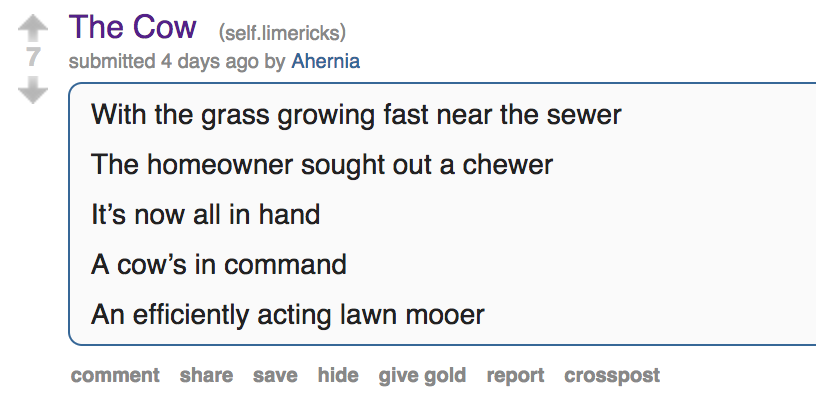 The Cow (self.limericks)
7
submitted 4 days ago by Ahernia
With the grass growing fast near the sewer
The homeowner sought out a chewer
It’s now all in hand
A cow’s in command
An efficiently acting lawn mooer
comment share save hide give gold report crosspost